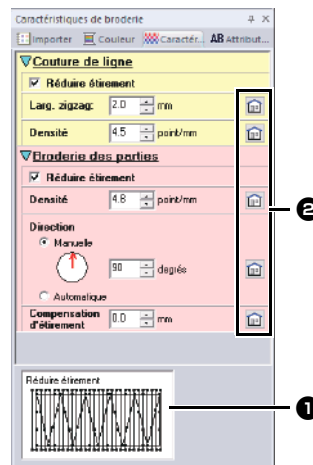 Caractéristiques de broderie
Importer Couleur Caractér... AB Attribut...
Couture de ligne
Réduire étirement
Larg. zigzag: 2.0 mm
Densité 4.5 point/mm
Broderie des parties
Réduire étirement
Densité 4.8 point/mm
Direction
Manuelle
90 degrés
Automatique
Compensation 0.0 mm
d'étirement
2
Réduire étirement
1